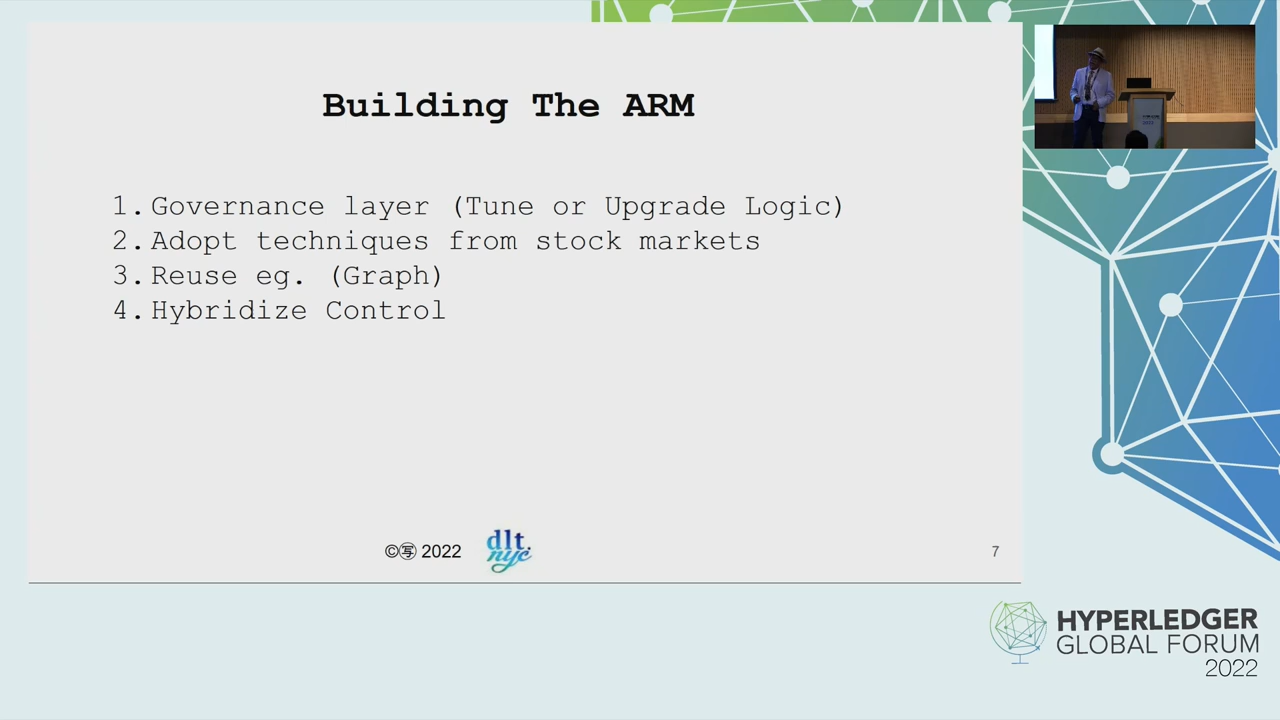 Building The ARM
1. Governance layer (Tune or Upgrade Logic)
2. Adopt techniques from stock markets
3. Reuse eg. (Graph)
4. Hybridize Control
©㊢ 2022
dlt.
nyc
7
HYPERLEDGER
GLOBAL FORUM
2022